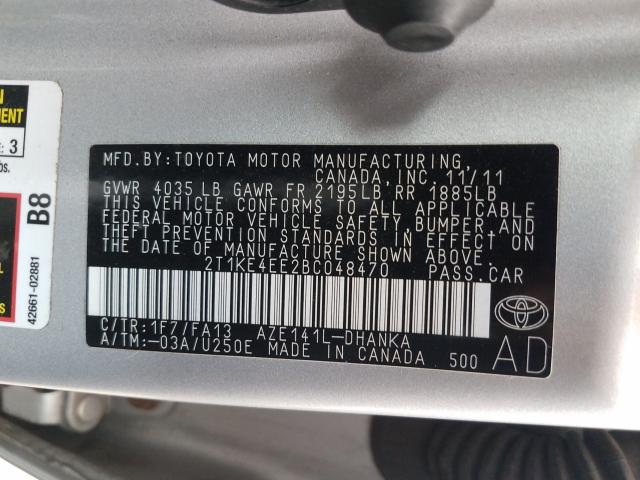 MENT
: 3
bs.
B8
42661-02881
MFD.BY:TOYOTA MOTOR MANUFACTURING,
CANADA, INC. 11/11
GVWR 4035 LB GAWR FR 2195LB, RR 1885LB
THIS VEHICLE CONFORMS TO ALL APPLICABLE
FEDERAL MOTOR VEHICLE SAFETY, BUMPER, AND
THEFT PREVENTION STANDARDS IN EFFECT ON
THE DATE OF MANUFACTURE SHOWN ABOVE.
2T1KE4EE2BC048470 PASS.CAR
C/TR:1F7/FA13 AZE141L-DHANKA
A/TM:-03A/U250E MADE IN CANADA 500
AD